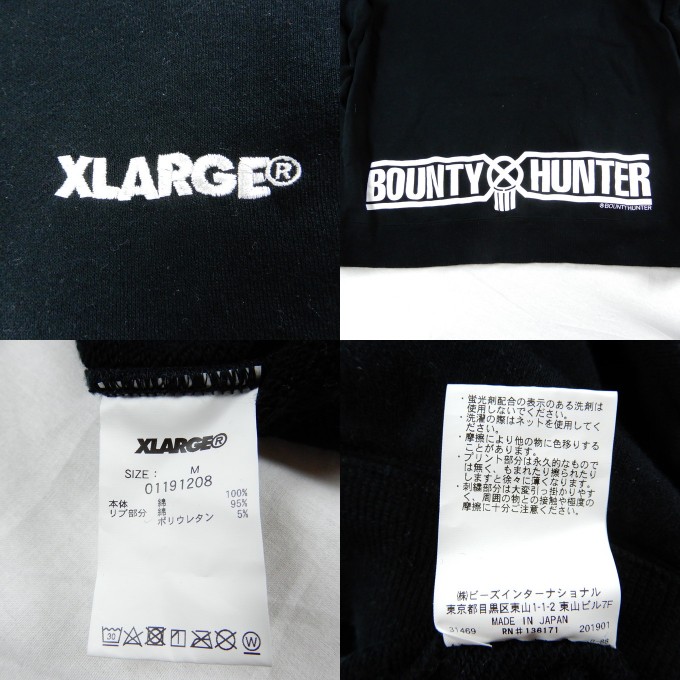 XLARGE®
BOUNTY HUNTER
©BOUNTYHUNTER
XLARGE®
SIZE: M
01191208
本体 綿 100%
リブ部分 綿 95%
ポリウレタン 5%
30
W
・蛍光剤配合の表示のある洗剤は
使用しないでください。
・洗濯の際はネットを使用してく
ださい。
・摩擦により他の物に色移りする
ことがあります。
・プリント部分は永久的なもので
は無く、もまれたり擦られたり
しますと徐々に薄くなります。
・刺繍部分は大変引っ掛かりやす
く、周囲の物との接触や極度の
摩擦に十分ご注意ください。
㈱ビーズインターナショナル
東京都目黒区東山1-1-2 東山ビル7F
MADE IN JAPAN
31469 RN#136171 201901